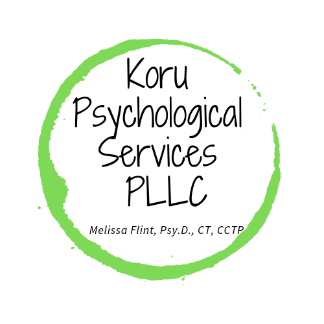 Koru
Psychological
Services
PLLC
Melissa Flint, Psy.D., CT, CCTP